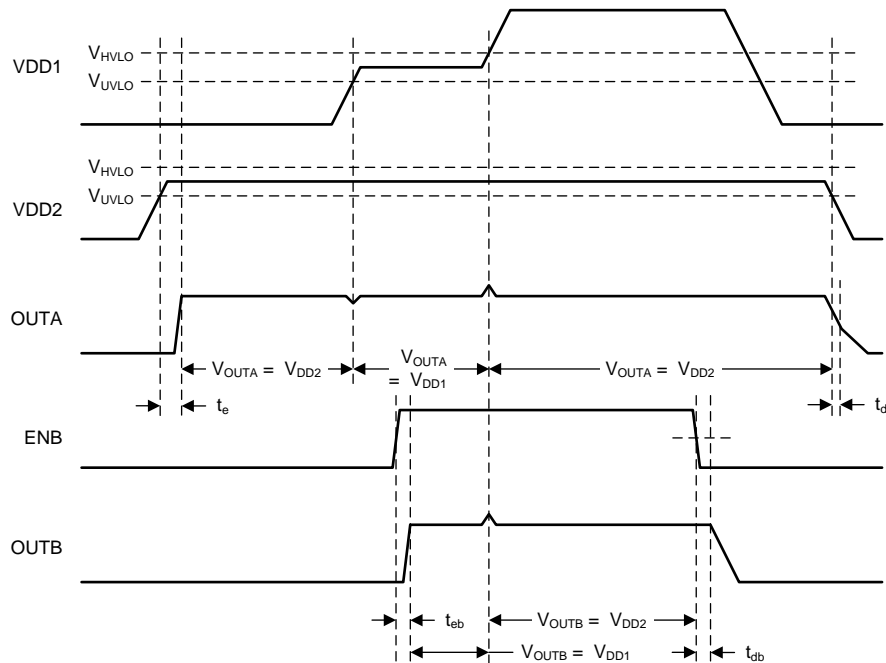 VDD1
VHVLO
VUVLO
VDD2
VHVLO
VUVLO
OUTA
VOUTA = VDD2
VOUTA
= VDD1
VOUTA = VDD2
te
td
ENB
OUTB
teb
VOUTB = VDD2
VOUTB = VDD1
tdb